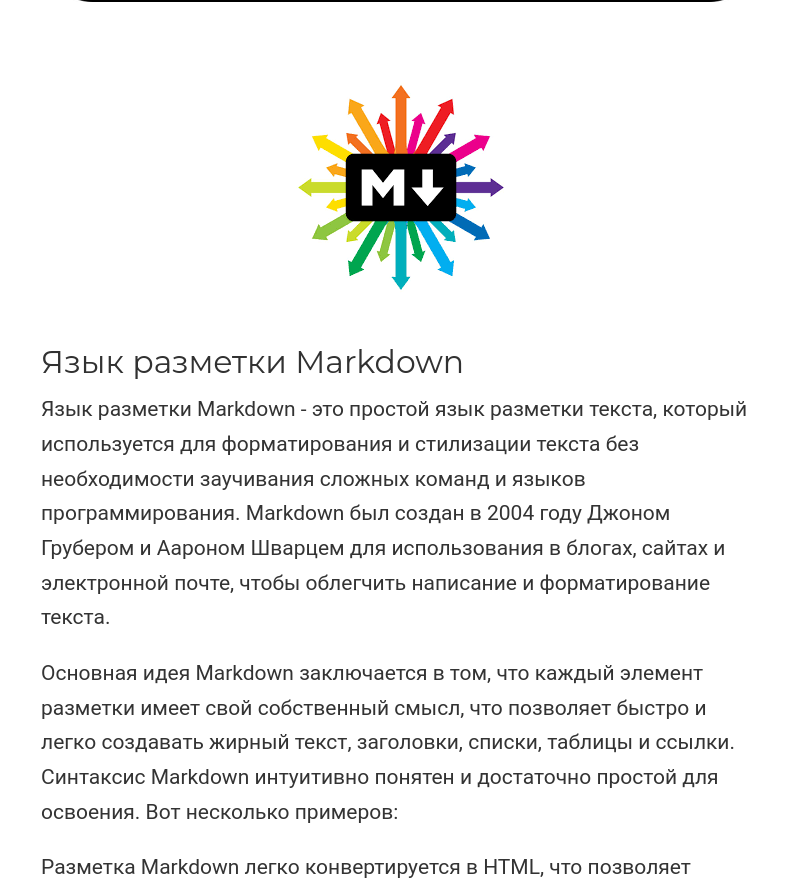 M
Язык разметки Markdown
Язык разметки Markdown - это простой язык разметки текста, который
используется для форматирования и стилизации текста без
необходимости заучивания сложных команд и языков
программирования. Markdown был создан в 2004 году Джоном
Грубером и Аароном Шварцем для использования в блогах, сайтах и
электронной почте, чтобы облегчить написание и форматирование
текста.
Основная идея Markdown заключается в том, что каждый элемент
разметки имеет свой собственный смысл, что позволяет быстро и
легко создавать жирный текст, заголовки, списки, таблицы и ссылки.
Синтаксис Markdown интуитивно понятен и достаточно простой для
освоения. Вот несколько примеров:
Разметка Markdown легко конвертируется в HTML, что позволяет